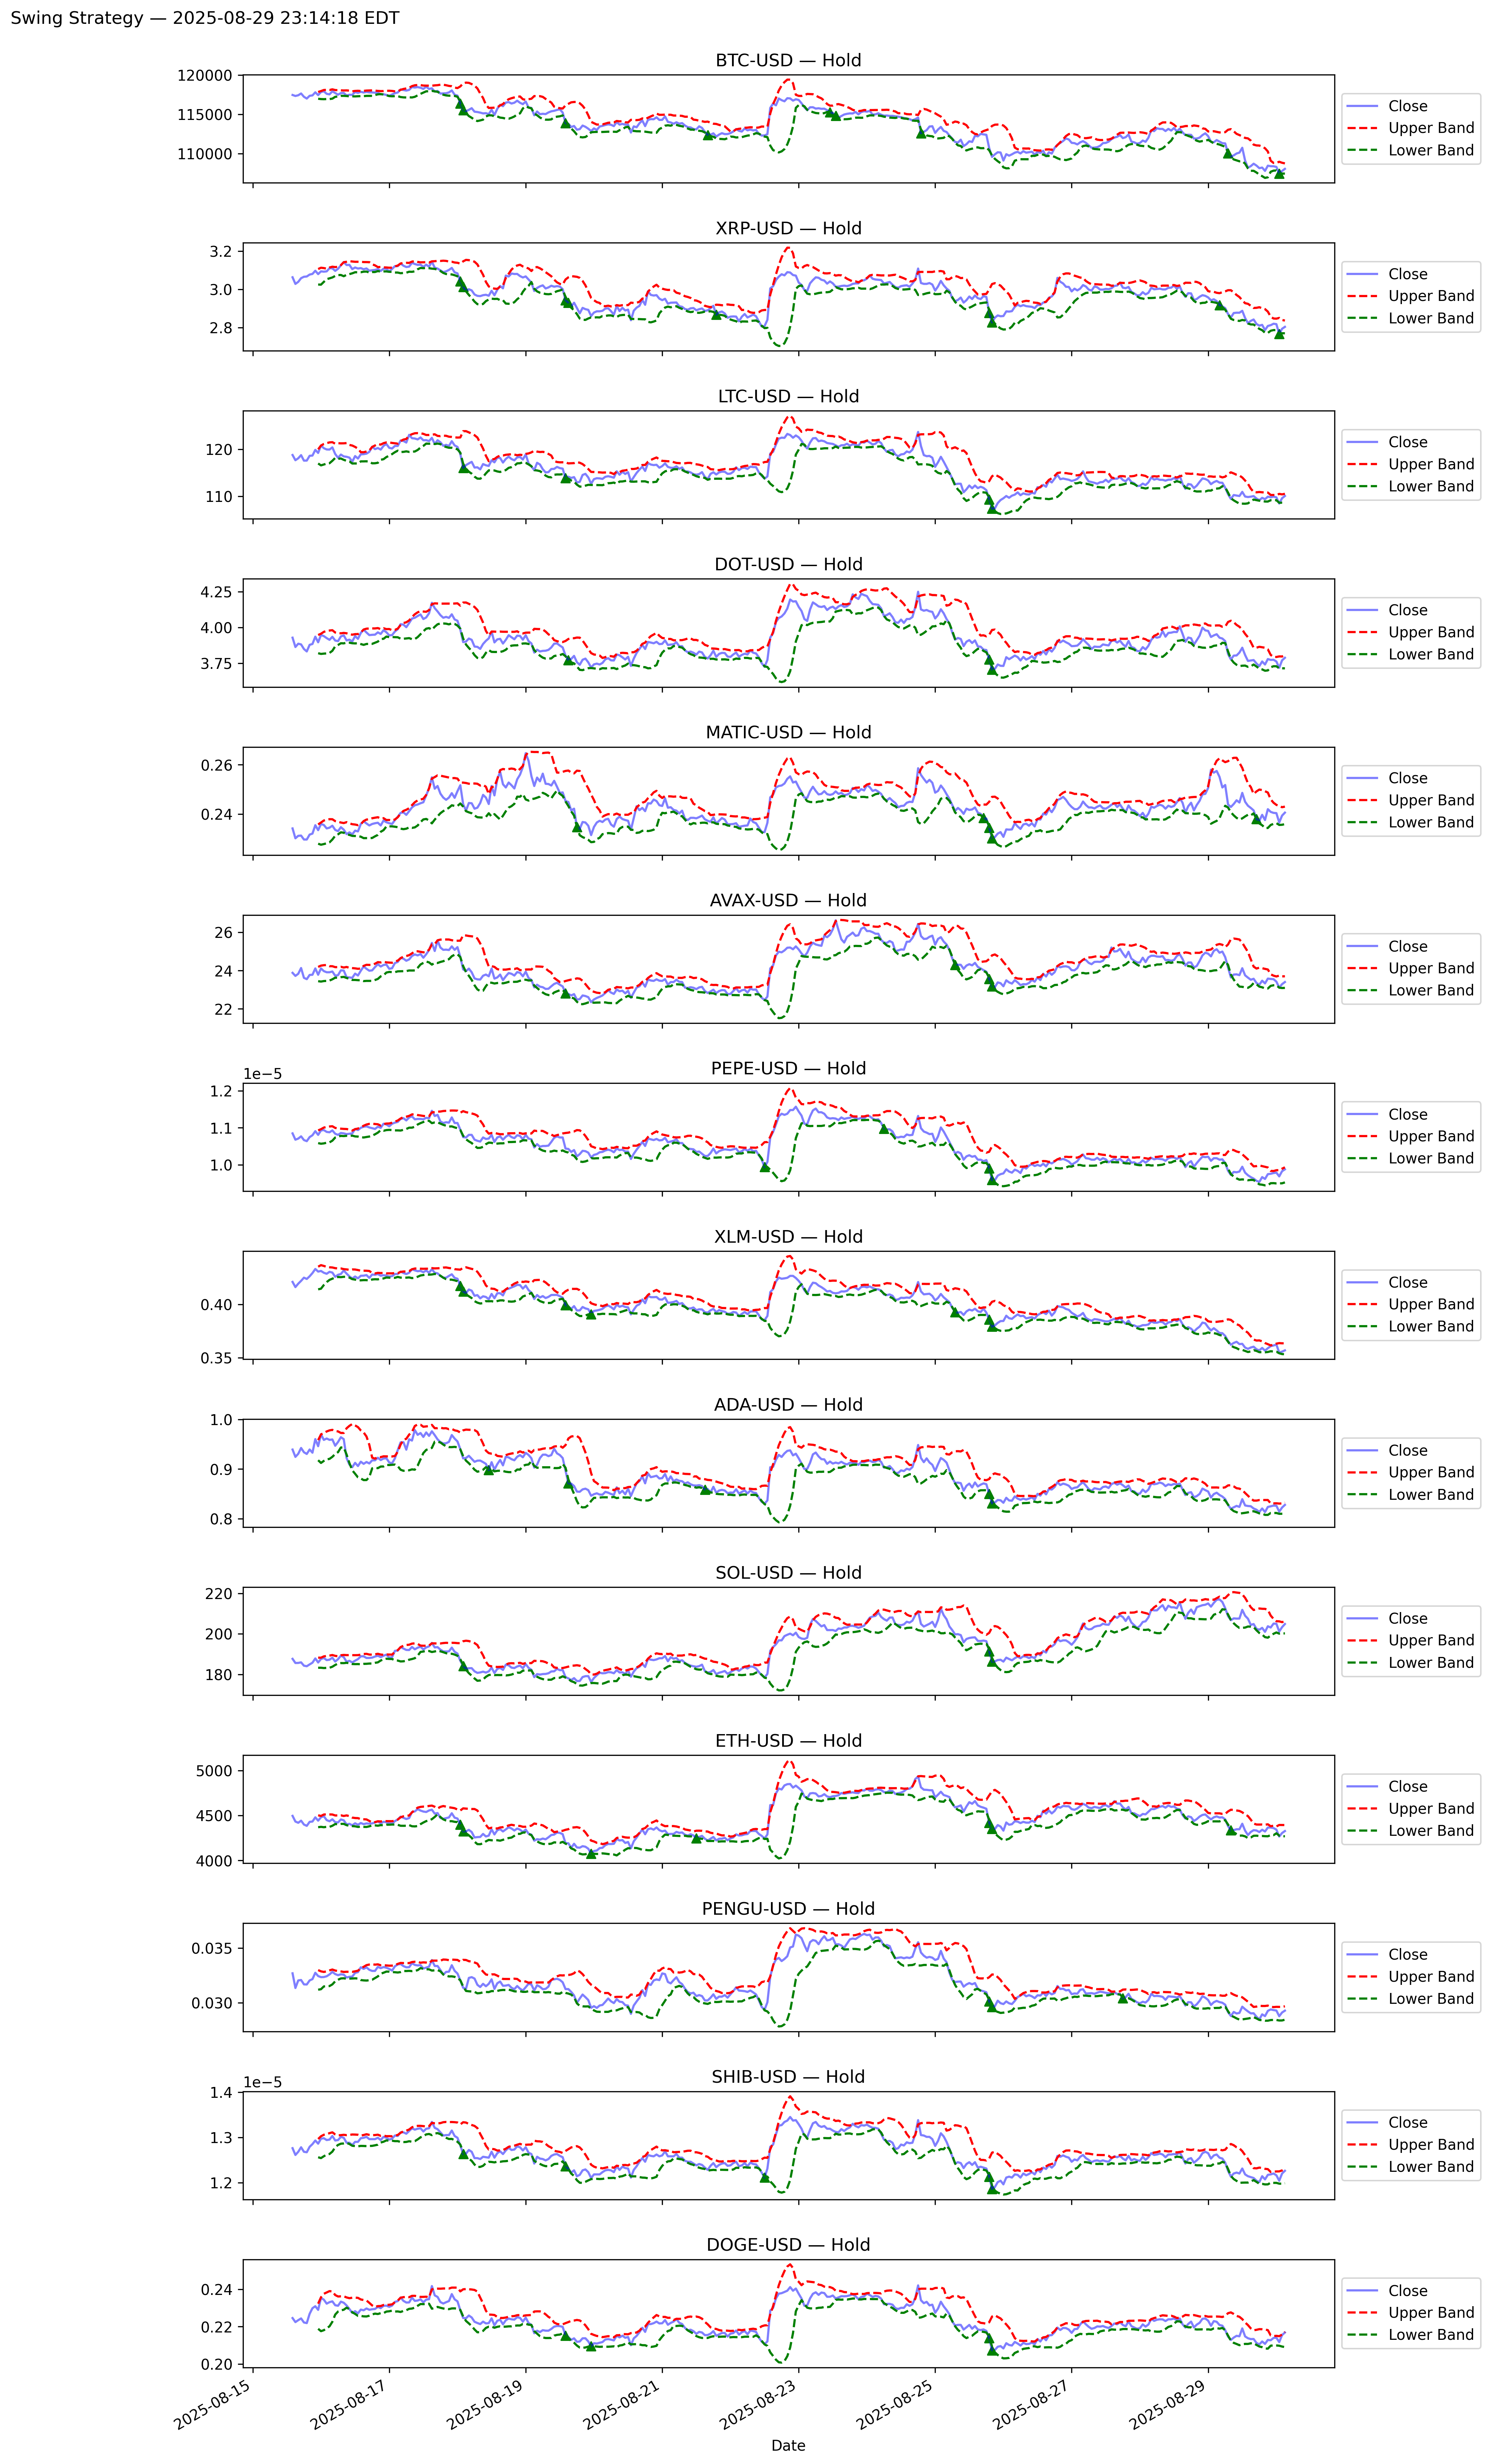 Swing Strategy — 2025-08-29 23:14:18 EDT
BTC-USD — Hold
120000
115000
110000
Close
Upper Band
Lower Band
XRP-USD — Hold
3.2
3.0
2.8
Close
Upper Band
Lower Band
LTC-USD — Hold
120
110
Close
Upper Band
Lower Band
DOT-USD — Hold
4.25
4.00
3.75
Close
Upper Band
Lower Band
MATIC-USD — Hold
0.26
0.24
Close
Upper Band
Lower Band
AVAX-USD — Hold
26
24
22
Close
Upper Band
Lower Band
PEPE-USD — Hold
1e−5
1.2
1.1
1.0
Close
Upper Band
Lower Band
XLM-USD — Hold
0.40
0.35
Close
Upper Band
Lower Band
ADA-USD — Hold
1.0
0.9
0.8
Close
Upper Band
Lower Band
SOL-USD — Hold
220
200
180
Close
Upper Band
Lower Band
ETH-USD — Hold
5000
4500
4000
Close
Upper Band
Lower Band
PENGU-USD — Hold
0.035
0.030
Close
Upper Band
Lower Band
SHIB-USD — Hold
1e−5
1.4
1.3
1.2
Close
Upper Band
Lower Band
DOGE-USD — Hold
0.24
0.22
0.20
Close
Upper Band
Lower Band
2025-08-15
2025-08-17
2025-08-19
2025-08-21
2025-08-23
2025-08-25
2025-08-27
2025-08-29
Date